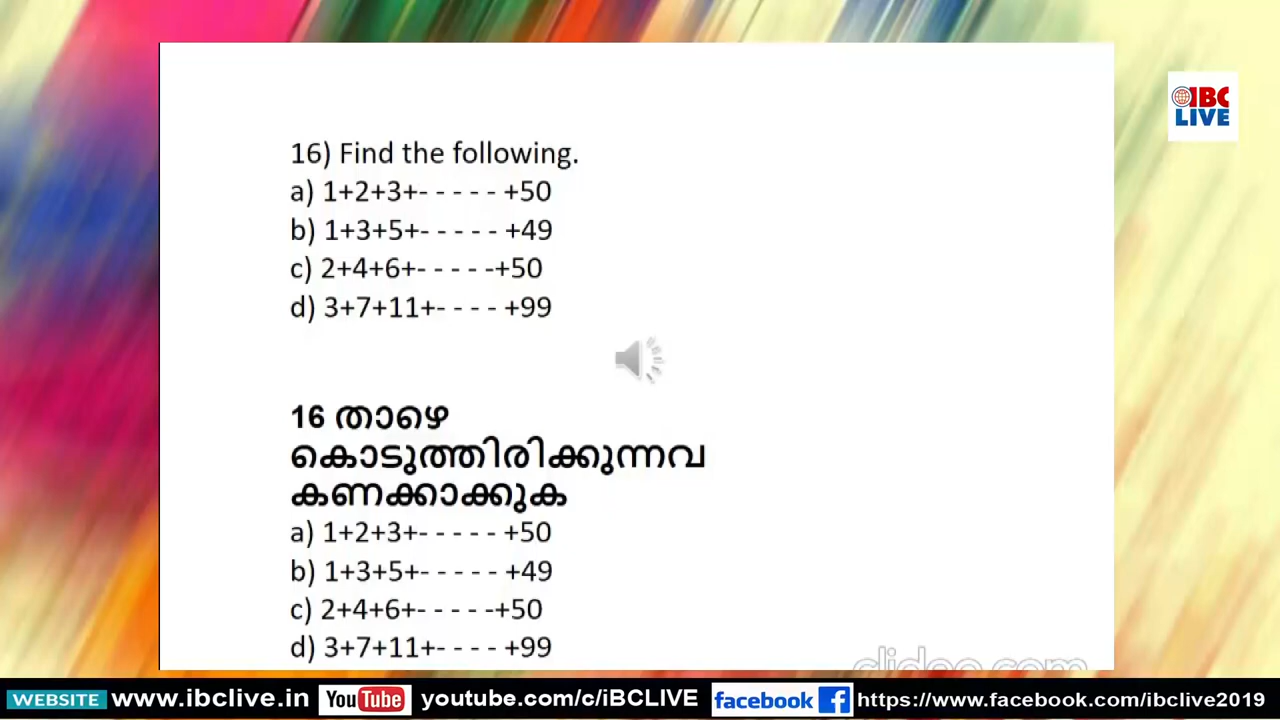 IBC
LIVE
16) Find the following.
a) 1+2+3+- - - - - +50
b) 1+3+5+- - - - - +49
c) 2+4+6+- - - - -+50
d) 3+7+11+- - - - +99
16 താഴെ
കൊടുത്തിരിക്കുന്നവ
കണക്കാക്കുക
a) 1+2+3+- - - - - +50
b) 1+3+5+- - - - - +49
c) 2+4+6+- - - - -+50
d) 3+7+11+- - - - +99
clideo.com
WEBSITE www.ibclive.in YouTube youtube.com/c/iBCLIVE facebook f https://www.facebook.com/ibclive2019